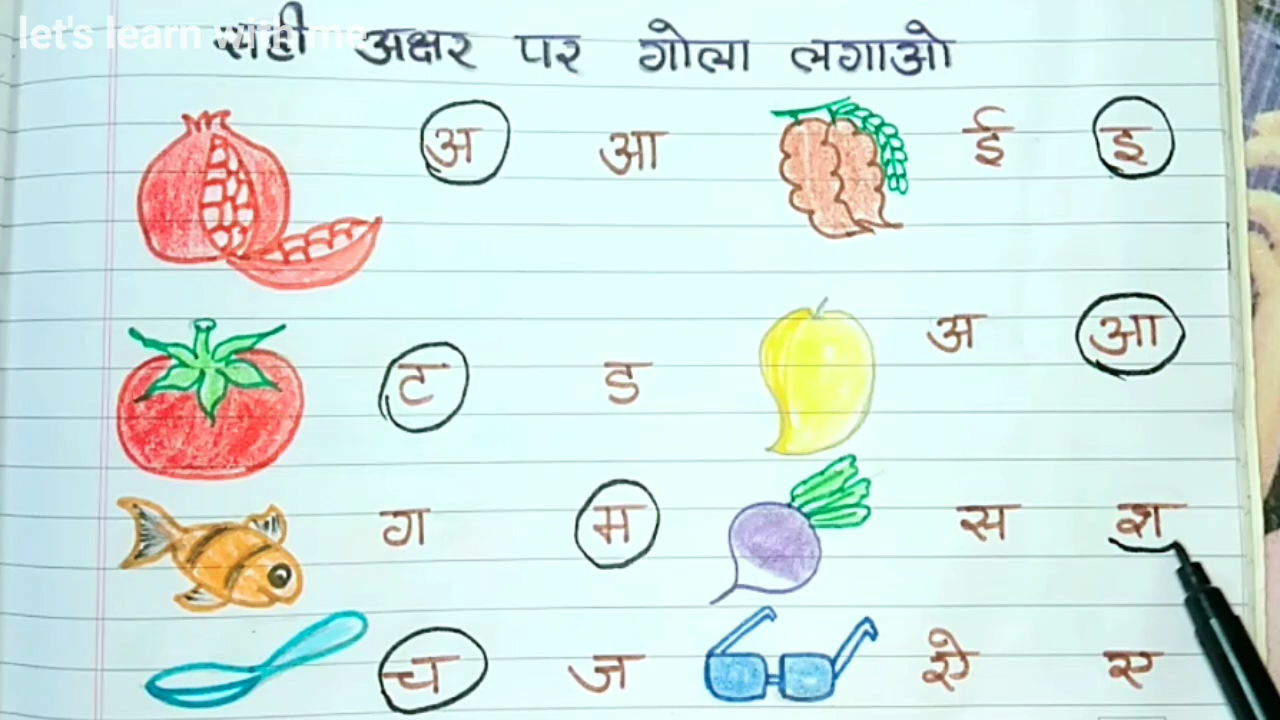 let's learn with me
सही अक्षर पर गोला लगाओ
अ आ ई इ
ट ड अ आ
ग म स श
च ज ऐ ए